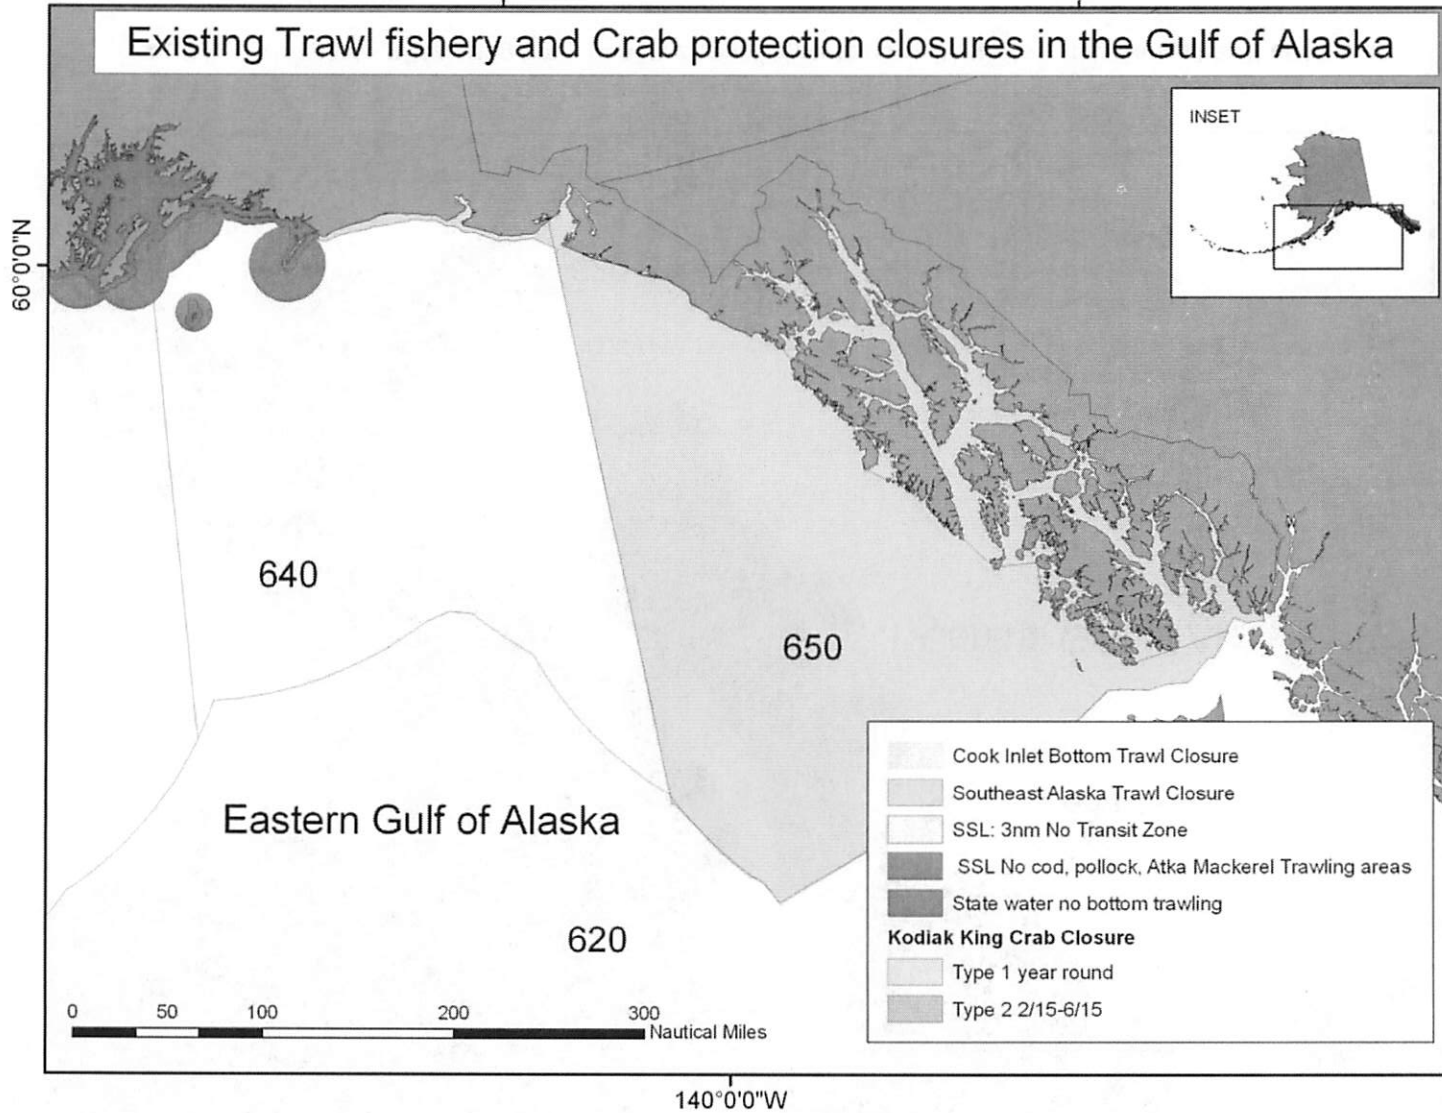 Existing Trawl fishery and Crab protection closures in the Gulf of Alaska
INSET
60°0'0"N
640
650
Eastern Gulf of Alaska
620
Cook Inlet Bottom Trawl Closure
Southeast Alaska Trawl Closure
SSL: 3nm No Transit Zone
SSL No cod, pollock, Atka Mackerel Trawling areas
State water no bottom trawling
Kodiak King Crab Closure
Type 1 year round
Type 2 2/15-6/15
0 50 100 200 300
Nautical Miles
140°0'0"W